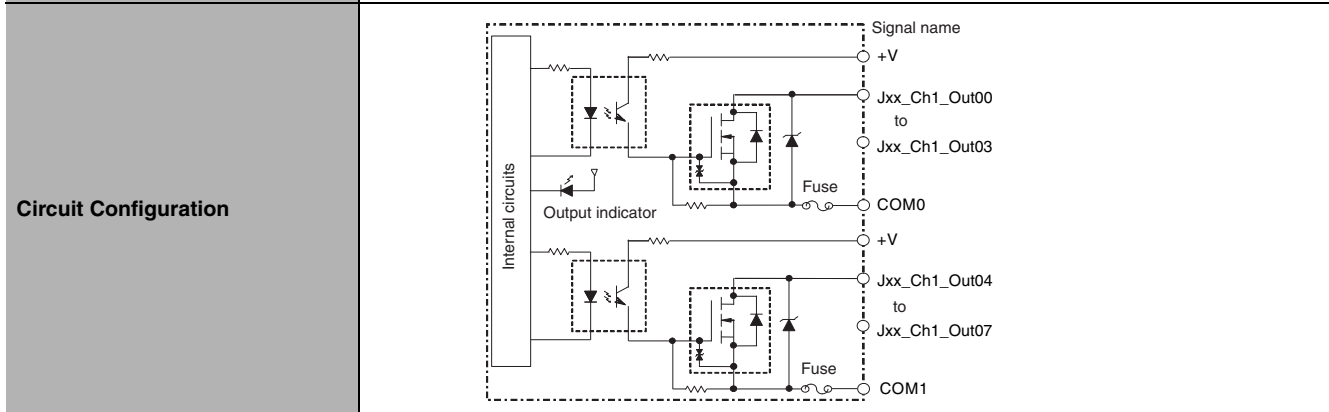 Circuit Configuration
Signal name
+V
Jxx_Ch1_Out00
to
Jxx_Ch1_Out03
Fuse
COM0
Internal circuits
Output indicator
+V
Jxx_Ch1_Out04
to
Jxx_Ch1_Out07
Fuse
COM1